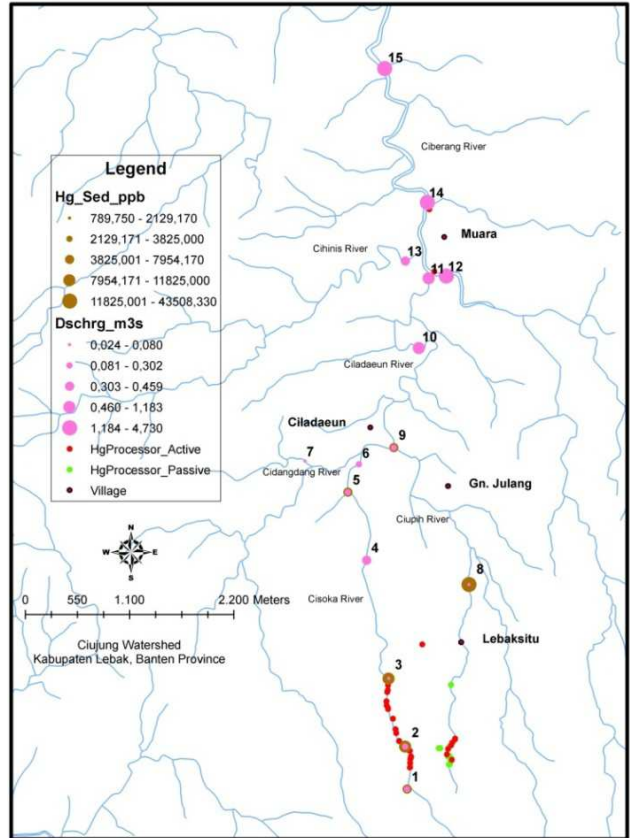 15
Ciberang River
Legend
Hg_Sed_ppb
789,750 - 2129,170
2129,171 - 3825,000
3825,001 - 7954,170
7954,171 - 11825,000
11825,001 - 43508,330
Dschrg_m3s
0,024 - 0,080
0,081 - 0,302
0,303 - 0,459
0,460 - 1,183
1,184 - 4,730
HgProcessor_Active
HgProcessor_Passive
Village
14
Muara
Cihinis River
13
11
12
10
Ciladaeun River
Ciladaeun
9
7
6
Cidangdang River
5
Gn. Julang
Ciupih River
4
8
Cisoka River
N
W
E
S
0 550 1.100 2.200 Meters
Ciujung Watershed
Kabupaten Lebak, Banten Province
Lebaksitu
3
2
1